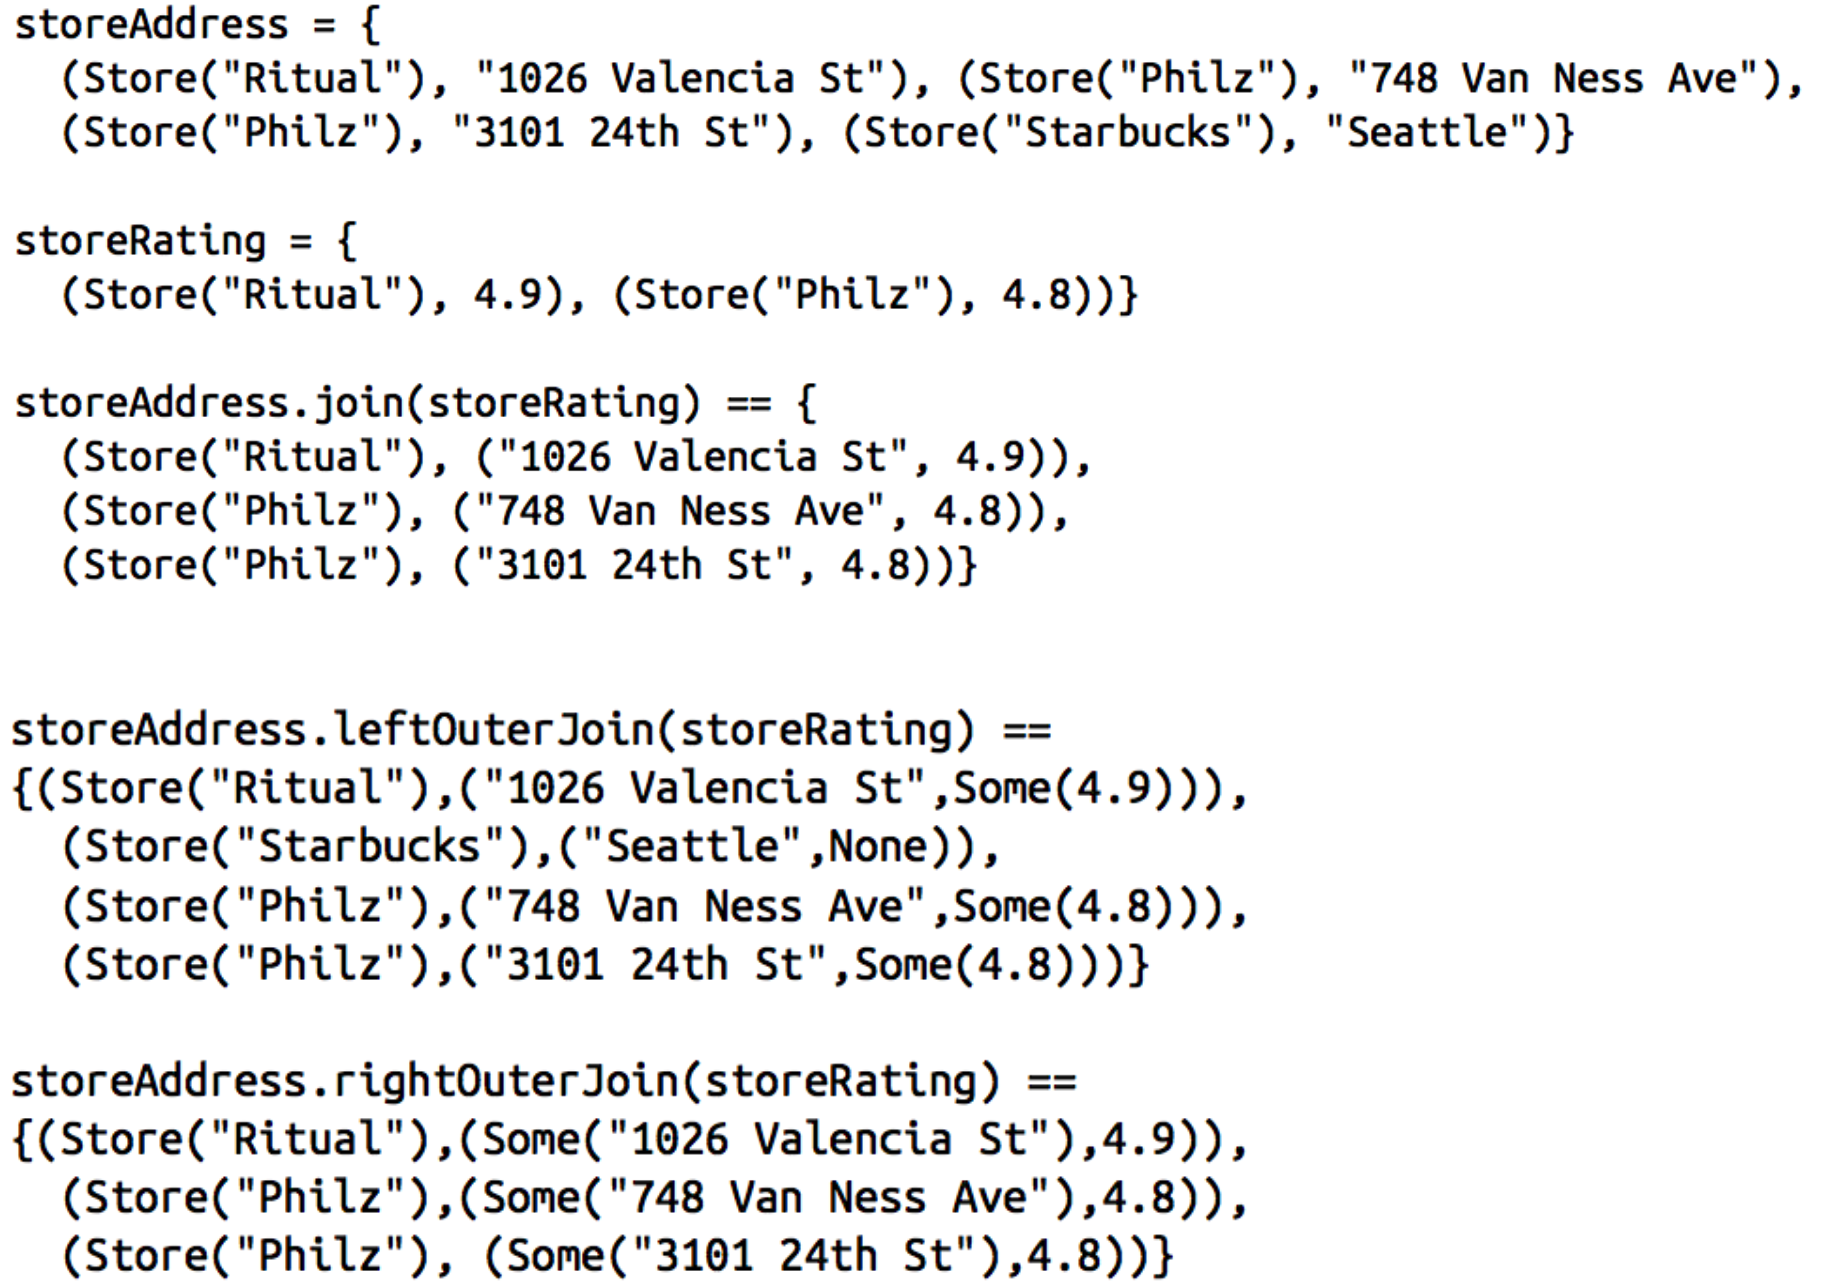 storeAddress = {
  (Store("Ritual"), "1026 Valencia St"), (Store("Philz"), "748 Van Ness Ave"),
  (Store("Philz"), "3101 24th St"), (Store("Starbucks"), "Seattle")}
storeRating = {
  (Store("Ritual"), 4.9), (Store("Philz"), 4.8))}
storeAddress.join(storeRating) == {
  (Store("Ritual"), ("1026 Valencia St", 4.9)),
  (Store("Philz"), ("748 Van Ness Ave", 4.8)),
  (Store("Philz"), ("3101 24th St", 4.8))}
storeAddress.leftOuterJoin(storeRating) ==
{(Store("Ritual"),("1026 Valencia St",Some(4.9))),
  (Store("Starbucks"),("Seattle",None)),
  (Store("Philz"),("748 Van Ness Ave",Some(4.8))),
  (Store("Philz"),("3101 24th St",Some(4.8)))}
storeAddress.rightOuterJoin(storeRating) ==
{(Store("Ritual"),(Some("1026 Valencia St"),4.9)),
  (Store("Philz"),(Some("748 Van Ness Ave"),4.8)),
  (Store("Philz"), (Some("3101 24th St"),4.8))}